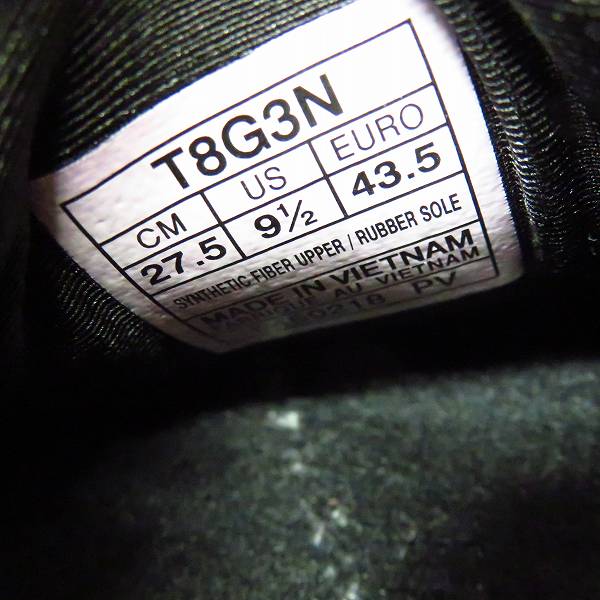 T8G3N
CM US EURO
27.5 9½ 43.5
SYNTHETIC FIBER UPPER / RUBBER SOLE
MADE IN VIETNAM
AU VIETNAM
0218 PV